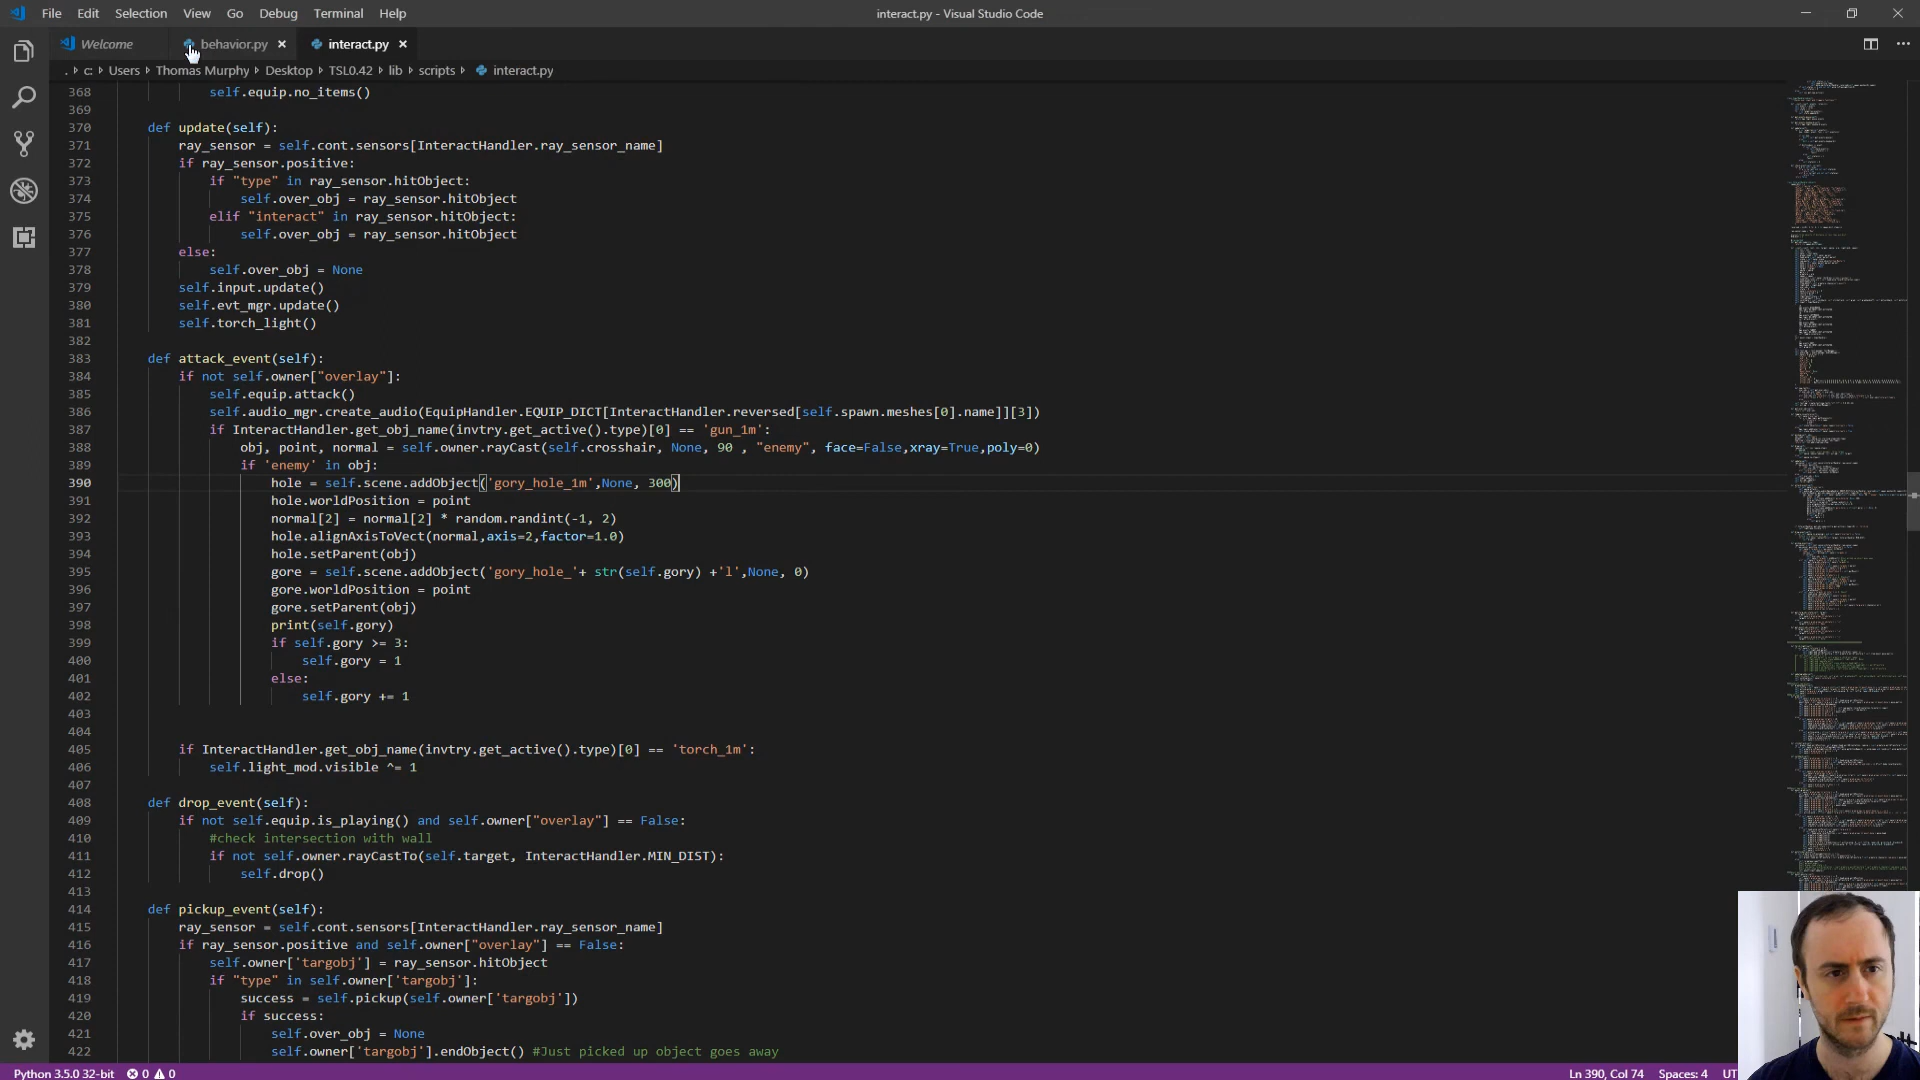 File Edit Selection View Go Debug Terminal Help interact.py - Visual Studio Code
Welcome behavior.py interact.py
. c: Users Thomas Murphy Desktop TSL0.42 lib scripts interact.py
368 self.equip.no_items()
369
370 def update(self):
371 ray_sensor = self.cont.sensors[InteractHandler.ray_sensor_name]
372 if ray_sensor.positive:
373 if "type" in ray_sensor.hitObject:
374 self.over_obj = ray_sensor.hitObject
375 elif "interact" in ray_sensor.hitObject:
376 self.over_obj = ray_sensor.hitObject
377 else:
378 self.over_obj = None
379 self.input.update()
380 self.evt_mgr.update()
381 self.torch_light()
382
383 def attack_event(self):
384 if not self.owner["overlay"]:
385 self.equip.attack()
386 self.audio_mgr.create_audio(EquipHandler.EQUIP_DICT[InteractHandler.reversed[self.spawn.meshes[0].name]][3])
387 if InteractHandler.get_obj_name(invtry.get_active().type)[0] == 'gun_1m':
388 obj, point, normal = self.owner.rayCast(self.crosshair, None, 90 , "enemy", face=False,xray=True,poly=0)
389 if 'enemy' in obj:
390 hole = self.scene.addObject('gory_hole_1m',None, 300)
391 hole.worldPosition = point
392 normal[2] = normal[2] * random.randint(-1, 2)
393 hole.alignAxisToVect(normal,axis=2,factor=1.0)
394 hole.setParent(obj)
395 gore = self.scene.addObject('gory_hole_'+ str(self.gory) +'l',None, 0)
396 gore.worldPosition = point
397 gore.setParent(obj)
398 print(self.gory)
399 if self.gory >= 3:
400 self.gory = 1
401 else:
402 self.gory += 1
403
404
405 if InteractHandler.get_obj_name(invtry.get_active().type)[0] == 'torch_1m':
406 self.light_mod.visible ^= 1
407
408 def drop_event(self):
409 if not self.equip.is_playing() and self.owner["overlay"] == False:
410 #check intersection with wall
411 if not self.owner.rayCastTo(self.target, InteractHandler.MIN_DIST):
412 self.drop()
413
414 def pickup_event(self):
415 ray_sensor = self.cont.sensors[InteractHandler.ray_sensor_name]
416 if ray_sensor.positive and self.owner["overlay"] == False:
417 self.owner['targobj'] = ray_sensor.hitObject
418 if "type" in self.owner['targobj']:
419 success = self.pickup(self.owner['targobj'])
420 if success:
421 self.over_obj = None
422 self.owner['targobj'].endObject() #Just picked up object goes away
Python 3.5.0 32-bit 0 0 Ln 390, Col 74 Spaces: 4 UT